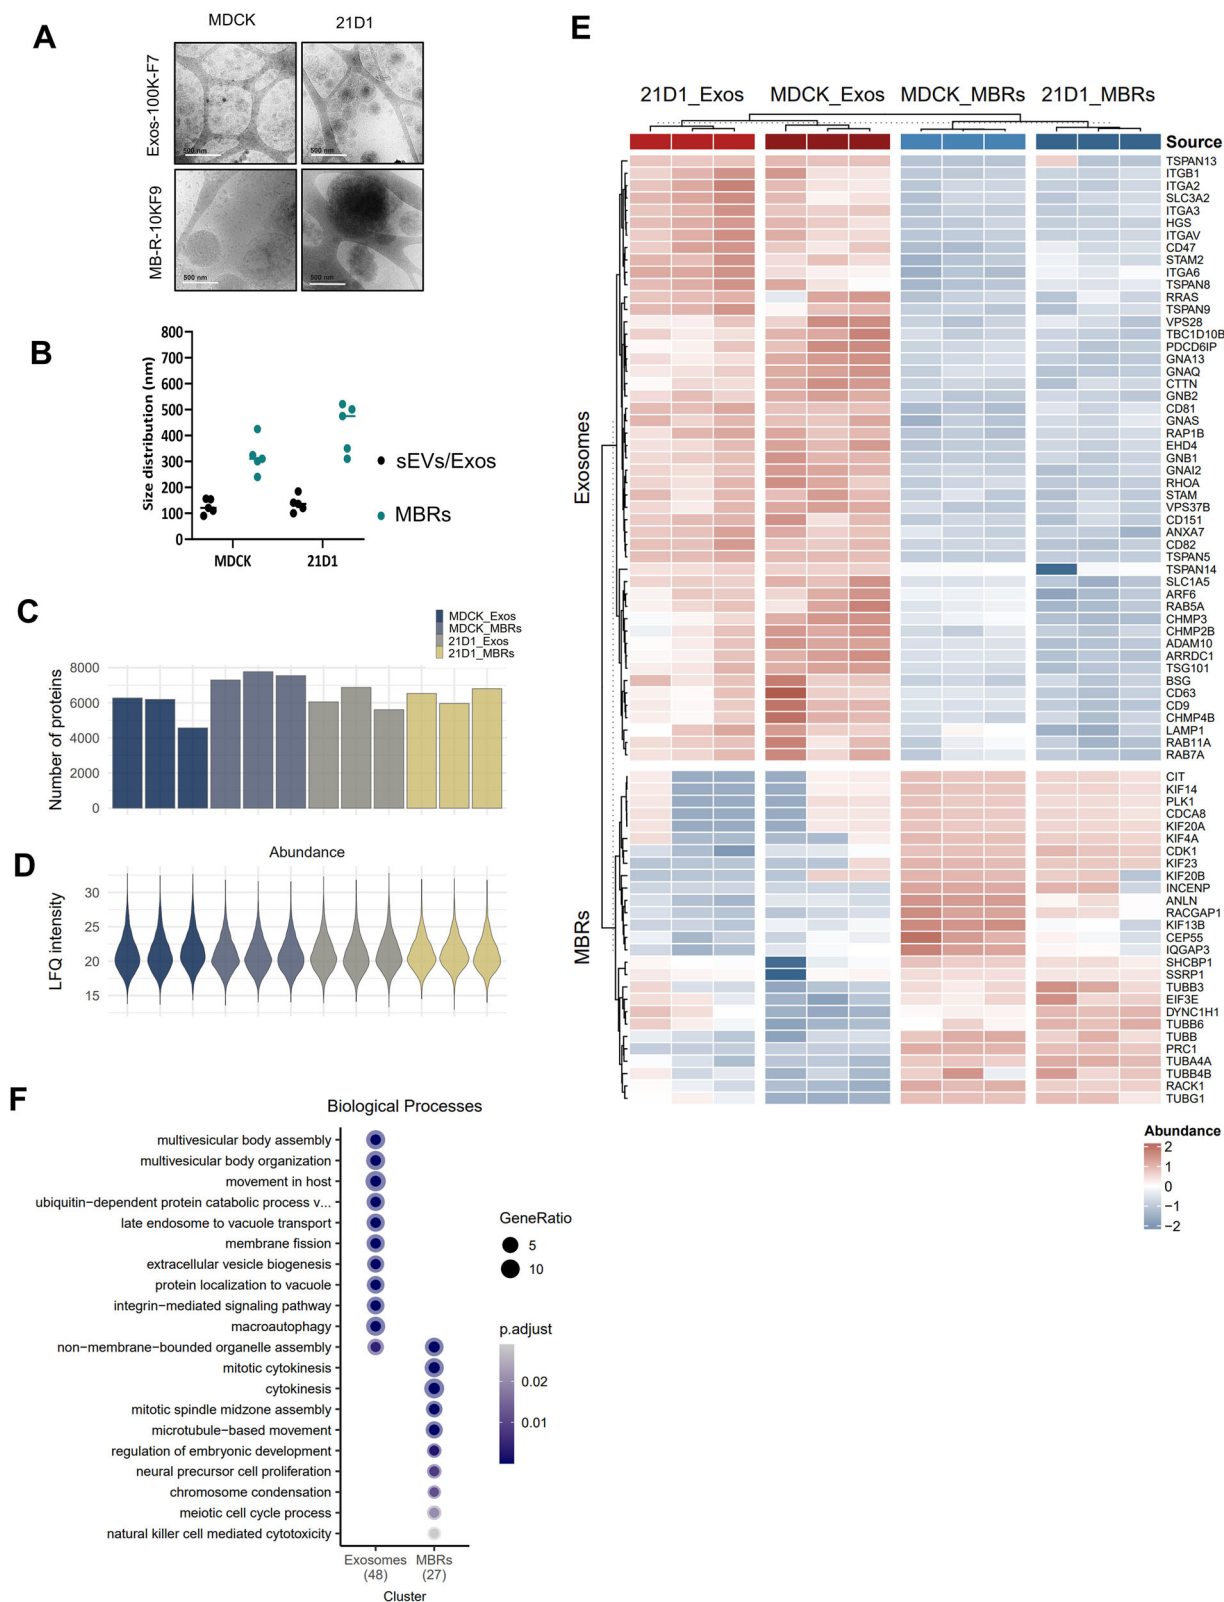 A
MDCK
21D1
Exos-100K-F7
500 nm
500 nm
MB-R-10KF9
500 nm
500 nm
B
Size distribution (nm)
800
700
600
500
400
300
200
100
0
MDCK
21D1
sEVs/Exos
MBRs
C
MDCK_Exos
MDCK_MBRs
21D1_Exos
21D1_MBRs
Number of proteins
8000
6000
4000
2000
0
D
Abundance
LFQ intensity
30
25
20
15
E
21D1_Exos
MDCK_Exos
MDCK_MBRs
21D1_MBRs
Source
Exosomes
TSPAN13
ITGB1
ITGA2
SLC3A2
ITGA3
HGS
ITGAV
CD47
STAM2
ITGA6
TSPAN8
RRAS
TSPAN9
VPS28
TBC1D10B
PDCD6IP
GNA13
GNAQ
CTTN
GNB2
CD81
GNAS
RAP1B
EHD4
GNB1
GNAI2
RHOA
STAM
VPS37B
CD151
ANXA7
CD82
TSPAN5
TSPAN14
SLC1A5
ARF6
RAB5A
CHMP3
CHMP2B
ADAM10
ARRDC1
TSG101
BSG
CD63
CD9
CHMP4B
LAMP1
RAB11A
RAB7A
MBRs
CIT
KIF14
PLK1
CDCA8
KIF20A
KIF4A
CDK1
KIF23
KIF20B
INCENP
ANLN
RACGAP1
KIF13B
CEP55
IQGAP3
SHCBP1
SSRP1
TUBB3
EIF3E
DYNC1H1
TUBB6
TUBB
PRC1
TUBA4A
TUBB4B
RACK1
TUBG1
Abundance
2
1
0
−1
−2
F
Biological Processes
multivesicular body assembly
multivesicular body organization
movement in host
ubiquitin−dependent protein catabolic process v...
late endosome to vacuole transport
membrane fission
extracellular vesicle biogenesis
protein localization to vacuole
integrin−mediated signaling pathway
macroautophagy
non−membrane−bounded organelle assembly
mitotic cytokinesis
cytokinesis
mitotic spindle midzone assembly
microtubule−based movement
regulation of embryonic development
neural precursor cell proliferation
chromosome condensation
meiotic cell cycle process
natural killer cell mediated cytotoxicity
Exosomes
(48)
MBRs
(27)
Cluster
GeneRatio
5
10
p.adjust
0.02
0.01